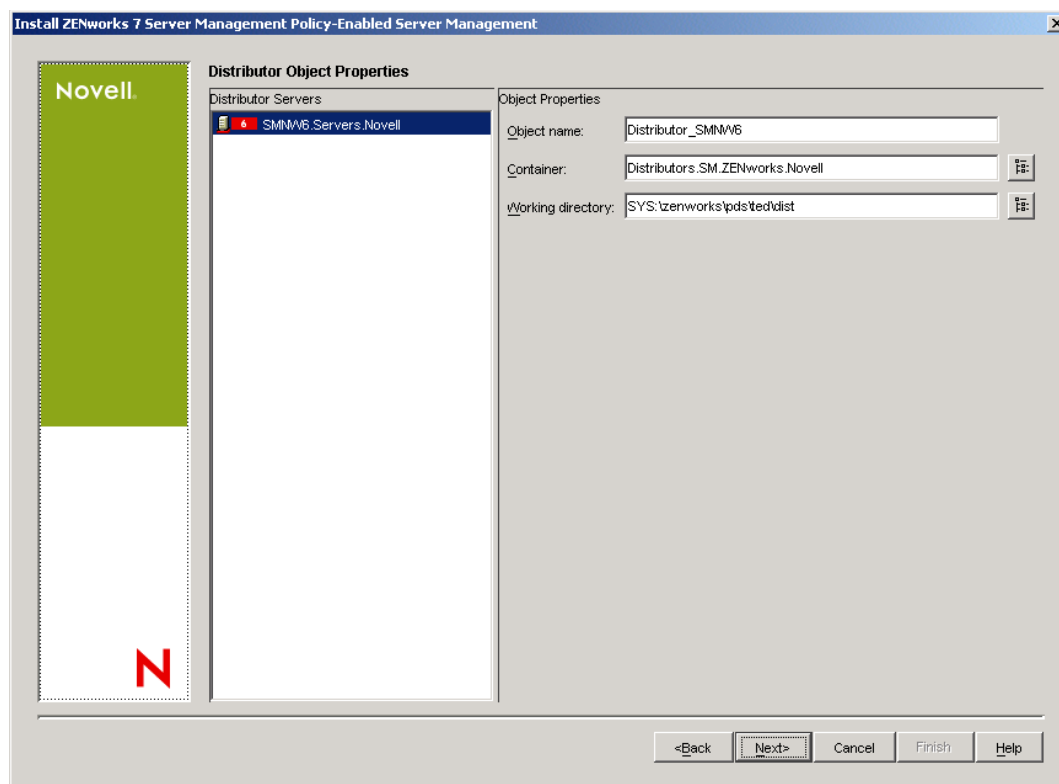 Install ZENworks 7 Server Management Policy-Enabled Server Management
Novell.
Distributor Object Properties
Distributor Servers
6 SMNW6.Servers.Novell
Object Properties
Object name: Distributor_SMNW6
Container: Distributors.SM.ZENworks.Novell
Working directory: SYS:\zenworks\pds\ted\dist
N
<Back Next> Cancel Finish Help